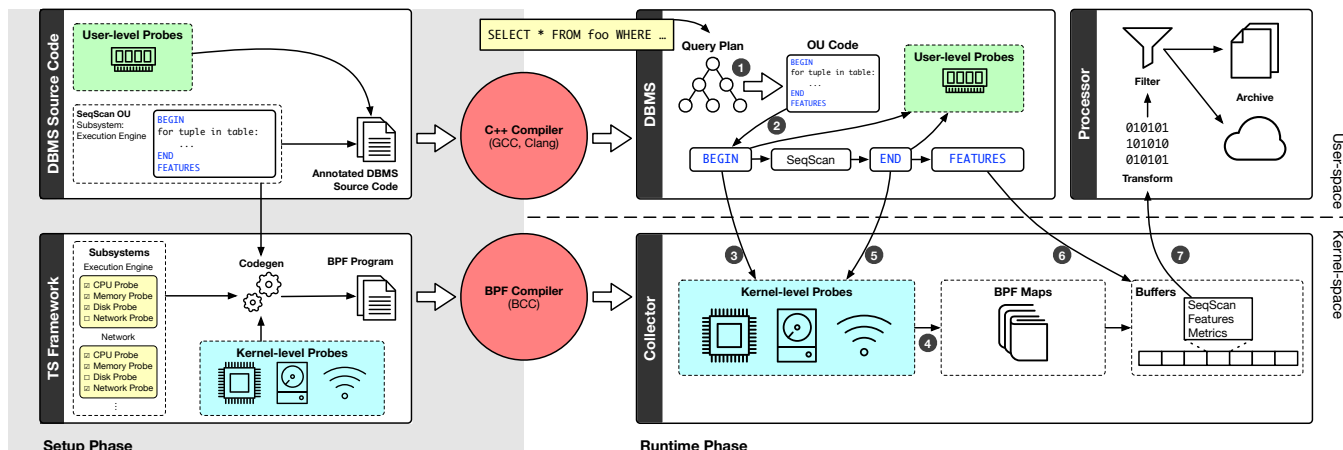 DBMS Source Code
User-level Probes
SeqScan OU
Subsystem:
Execution Engine
BEGIN
for tuple in table:
...
END
FEATURES
Annotated DBMS
Source Code
C++ Compiler
(GCC, Clang)
SELECT * FROM foo WHERE …
DBMS
Query Plan
1
OU Code
BEGIN
for tuple in table:
...
END
FEATURES
User-level Probes
2
BEGIN
SeqScan
END
FEATURES
Processor
Filter
Archive
010101
101010
010101
Transform
User-space
Kernel-space
TS Framework
Subsystems
Execution Engine
☑ CPU Probe
☑ Memory Probe
☑ Disk Probe
☐ Network Probe
Network
☑ CPU Probe
☑ Memory Probe
☐ Disk Probe
☑ Network Probe
⋮
Codegen
BPF Program
Kernel-level Probes
BPF Compiler
(BCC)
Collector
3
5
6
7
Kernel-level Probes
4
BPF Maps
Buffers
SeqScan
Features
Metrics
Setup Phase
Runtime Phase